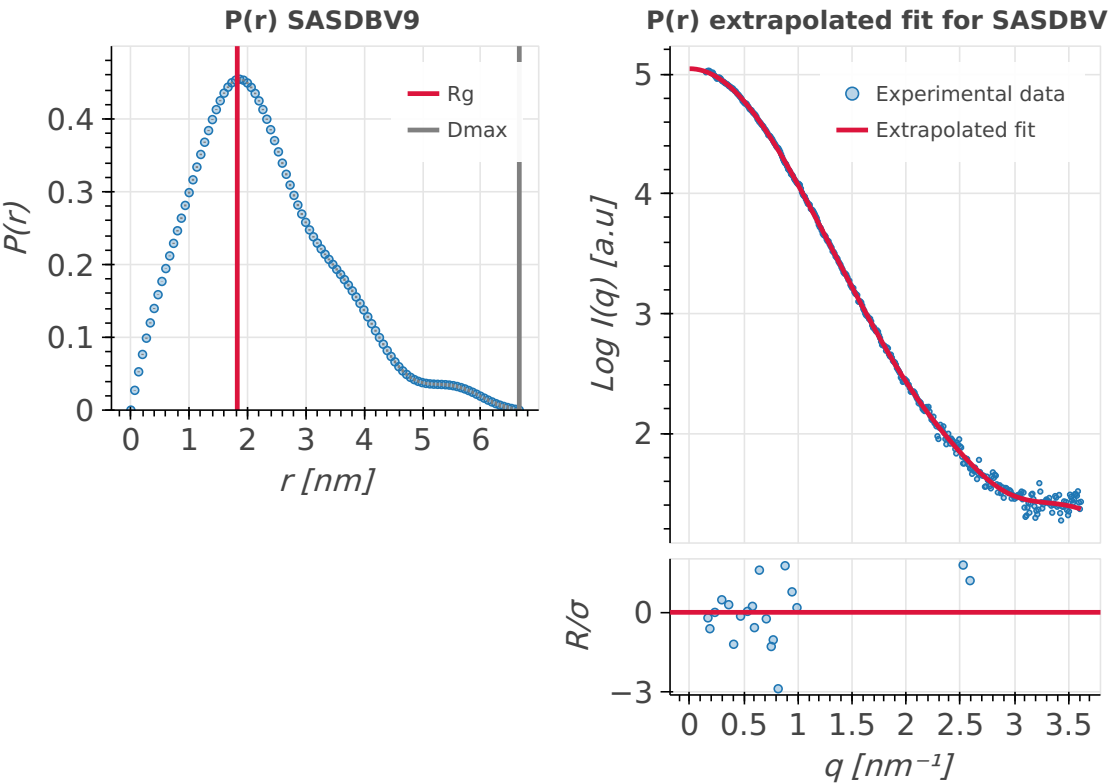 P(r) SASDBV9
P(r)
0.4
0.3
0.2
0.1
0
Rg
Dmax
0 1 2 3 4 5 6
r [nm]
P(r) extrapolated fit for SASDBV
Log I(q) [a.u]
5
4
3
2
Experimental data
Extrapolated fit
R/σ
0
−3
0 0.5 1 1.5 2 2.5 3 3.5
q [nm⁻¹]